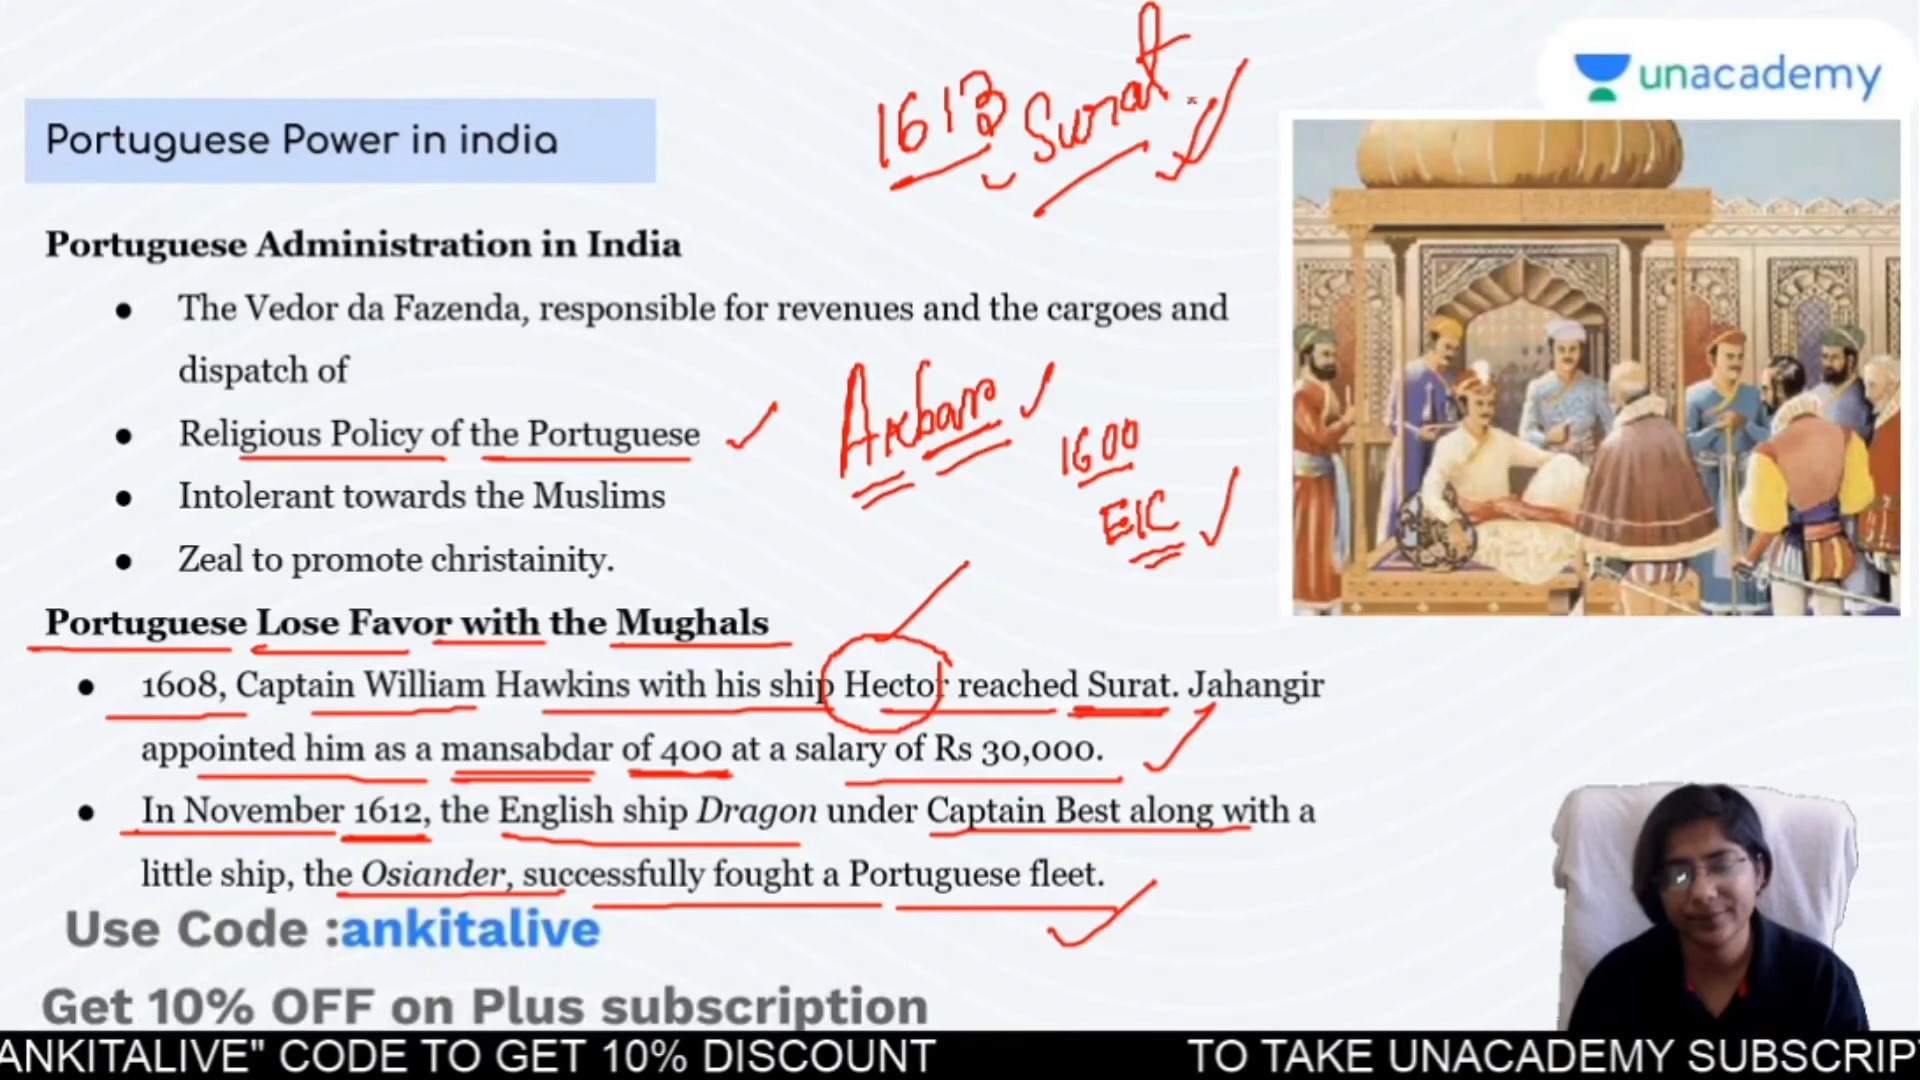 1613 Surat
unacademy
Portuguese Power in india
Portuguese Administration in India
● The Vedor da Fazenda, responsible for revenues and the cargoes and
dispatch of
● Religious Policy of the Portuguese
Akbar
1600
EIC
● Intolerant towards the Muslims
● Zeal to promote christainity.
Portuguese Lose Favor with the Mughals
● 1608, Captain William Hawkins with his ship Hector reached Surat. Jahangir
appointed him as a mansabdar of 400 at a salary of Rs 30,000.
● In November 1612, the English ship Dragon under Captain Best along with a
little ship, the Osiander, successfully fought a Portuguese fleet.
Use Code :ankitalive
Get 10% OFF on Plus subscription
ANKITALIVE" CODE TO GET 10% DISCOUNT TO TAKE UNACADEMY SUBSCRIP